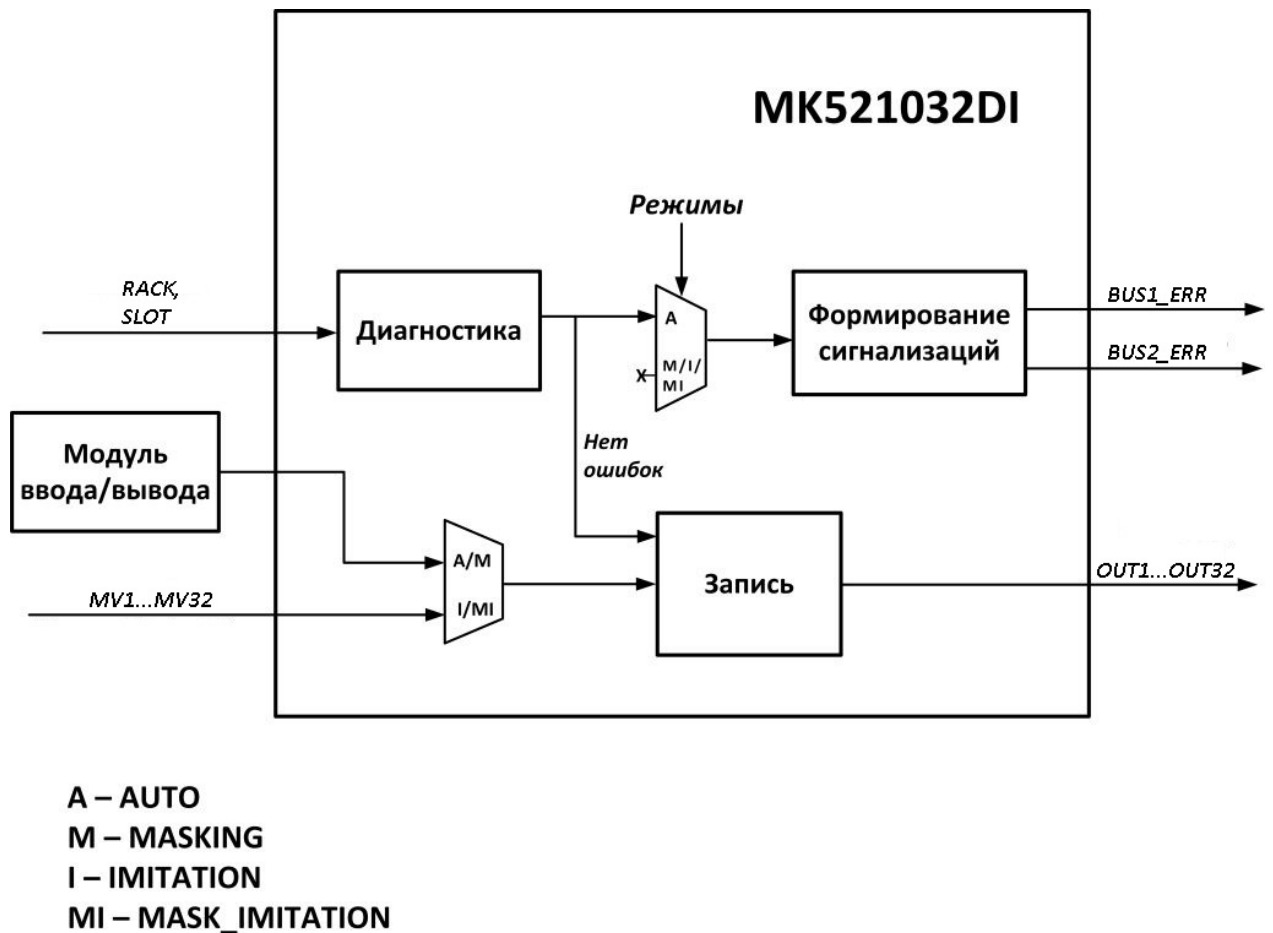 MK521032DI
Режимы
RACK,
SLOT
Диагностика
A
M/I/
MI
X
Формирование
сигнализаций
BUS1_ERR
BUS2_ERR
Модуль
ввода/вывода
Нет
ошибок
A/M
I/MI
MV1...MV32
Запись
OUT1...OUT32
A – AUTO
M – MASKING
I – IMITATION
MI – MASK_IMITATION